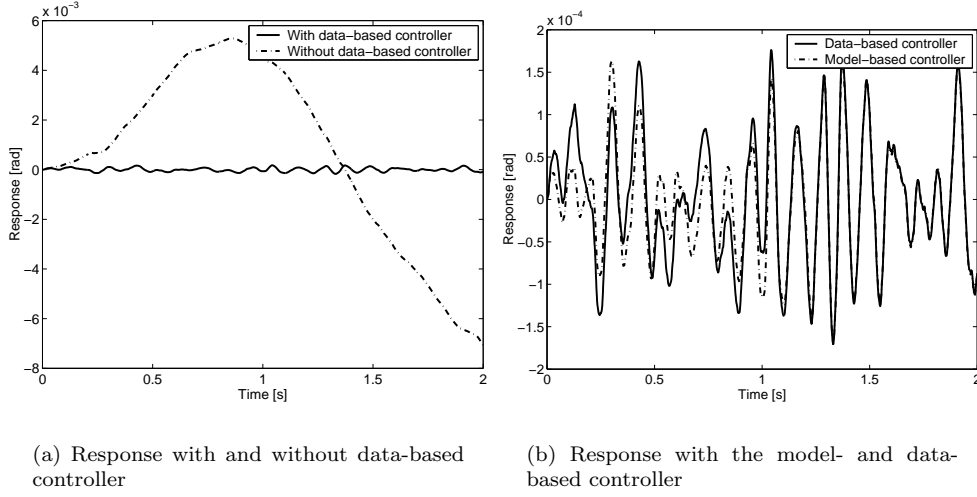 x 10⁻³
6
4
2
0
−2
−4
−6
−8
0
0.5
1
1.5
2
Time [s]
Response [rad]
With data−based controller
Without data−based controller
(a) Response with and without data-based
controller
x 10⁻⁴
2
1.5
1
0.5
0
−0.5
−1
−1.5
−2
0
0.5
1
1.5
2
Time [s]
Response [rad]
Data−based controller
Model−based controller
(b) Response with the model- and data-
based controller